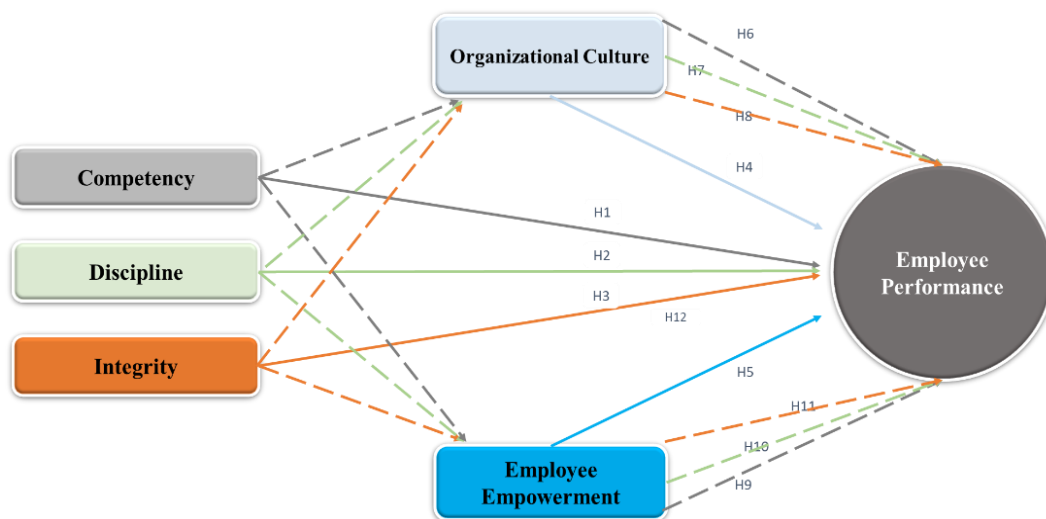 Organizational Culture
H6
H7
H8
H4
Competency
H1
Discipline
H2
Employee
Performance
H3
H12
Integrity
H5
H11
Employee
Empowerment
H10
H9